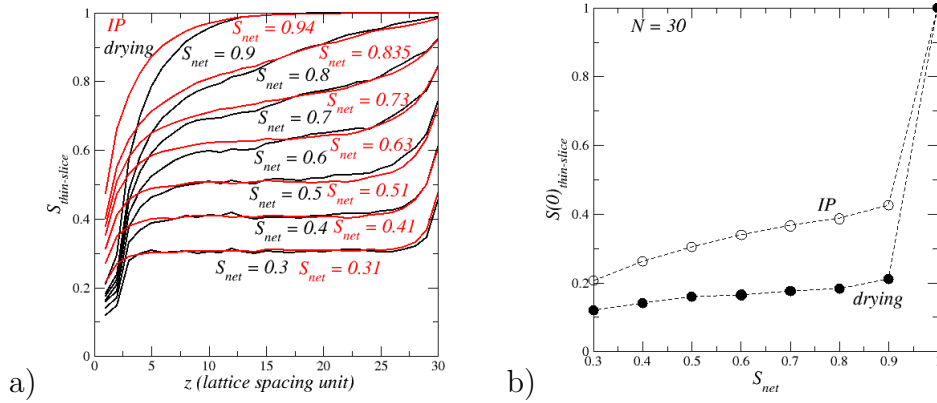 IP
drying
S_net = 0.94
S_net = 0.9
S_net = 0.835
S_net = 0.8
S_net = 0.73
S_net = 0.7
S_net = 0.63
S_net = 0.6
S_net = 0.51
S_net = 0.5
S_net = 0.41
S_net = 0.4
S_net = 0.3
S_net = 0.31
S_thin-slice
1
0.8
0.6
0.4
0.2
0
0 5 10 15 20 25 30
z (lattice spacing unit)
a)
N = 30
IP
drying
S(0)_thin-slice
1
0.8
0.6
0.4
0.2
0
0.3 0.4 0.5 0.6 0.7 0.8 0.9
S_net
b)